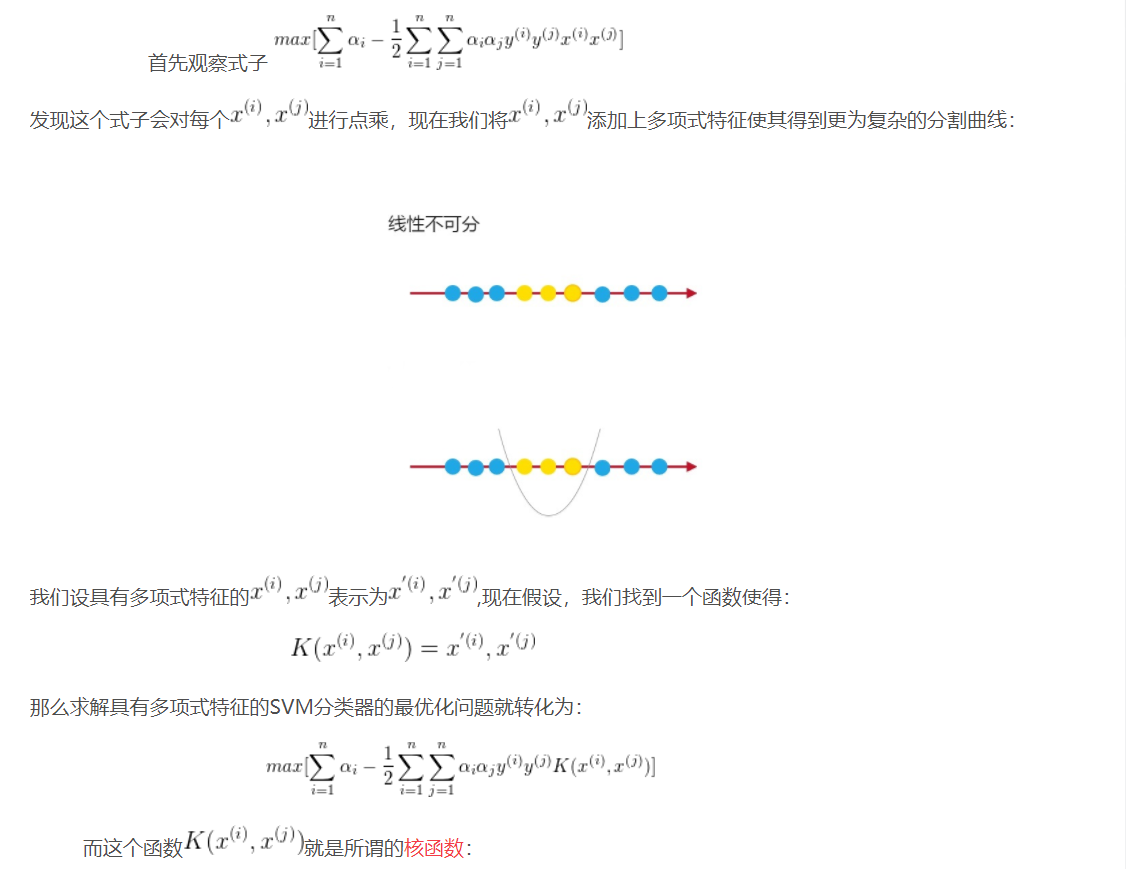 首先观察式子 $max[\sum_{i=1}^{n} \alpha_i - \frac{1}{2}\sum_{i=1}^{n}\sum_{j=1}^{n} \alpha_i\alpha_j y^{(i)}y^{(j)}x^{(i)}x^{(j)}]$
发现这个式子会对每个$x^{(i)}, x^{(j)}$进行点乘，现在我们将$x^{(i)}, x^{(j)}$添加上多项式特征使其得到更为复杂的分割曲线：
线性不可分
我们设具有多项式特征的$x^{(i)}, x^{(j)}$表示为$x^{'(i)}, x^{'(j)}$,现在假设，我们找到一个函数使得：
$K(x^{(i)}, x^{(j)}) = x^{'(i)}, x^{'(j)}$
那么求解具有多项式特征的SVM分类器的最优化问题就转化为：
$max[\sum_{i=1}^{n} \alpha_i - \frac{1}{2}\sum_{i=1}^{n}\sum_{j=1}^{n} \alpha_i\alpha_j y^{(i)}y^{(j)}K(x^{(i)}, x^{(j)})]$
而这个函数$K(x^{(i)}, x^{(j)})$就是所谓的核函数：